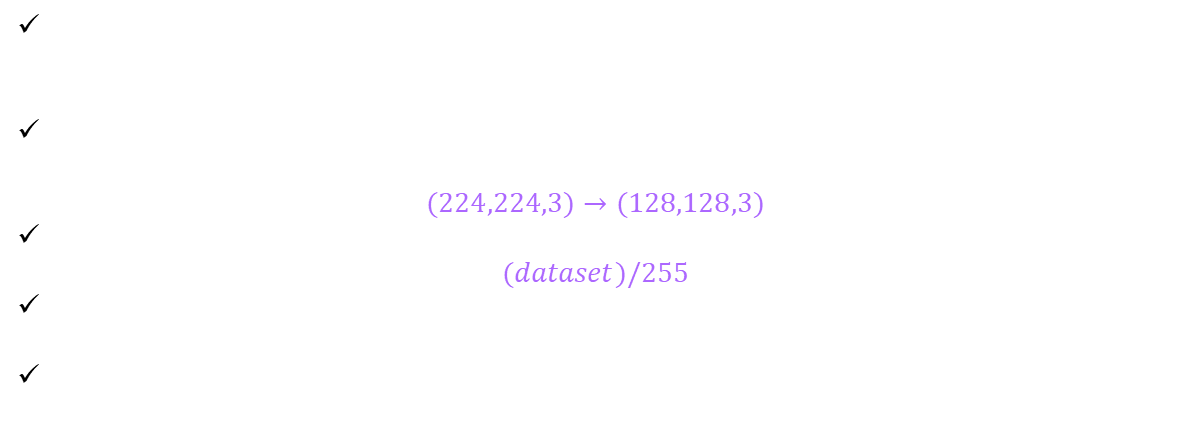 ✓
✓
(224,224,3) → (128,128,3)
✓
(dataset)/255
✓
✓